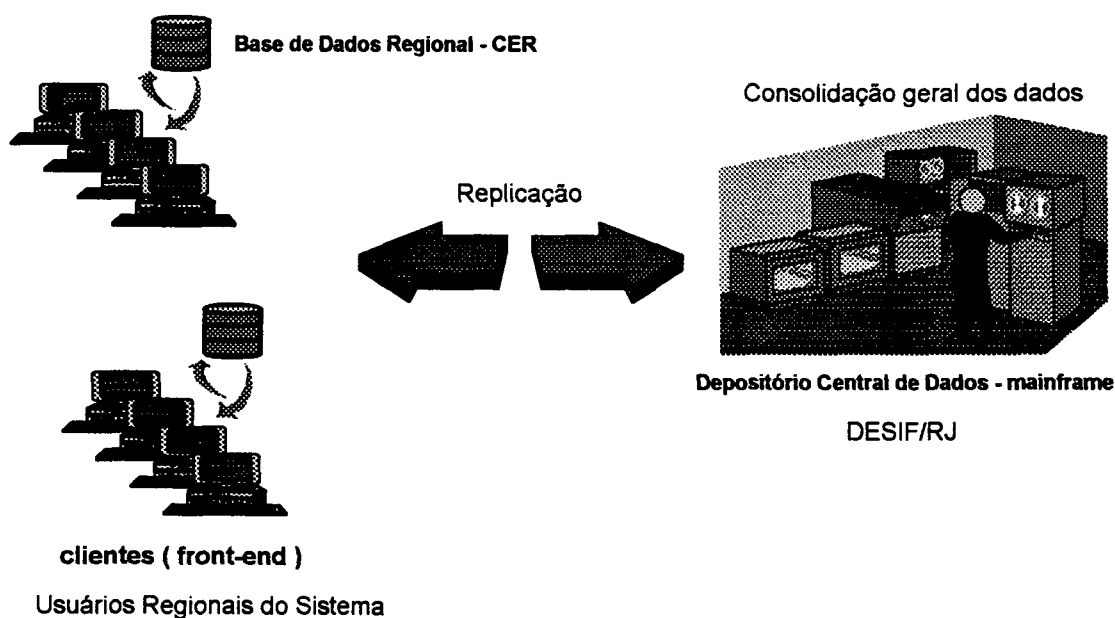 Base de Dados Regional - CER
Consolidação geral dos dados
Replicação
Depositório Central de Dados - mainframe
DESIF/RJ
clientes ( front-end )
Usuários Regionais do Sistema